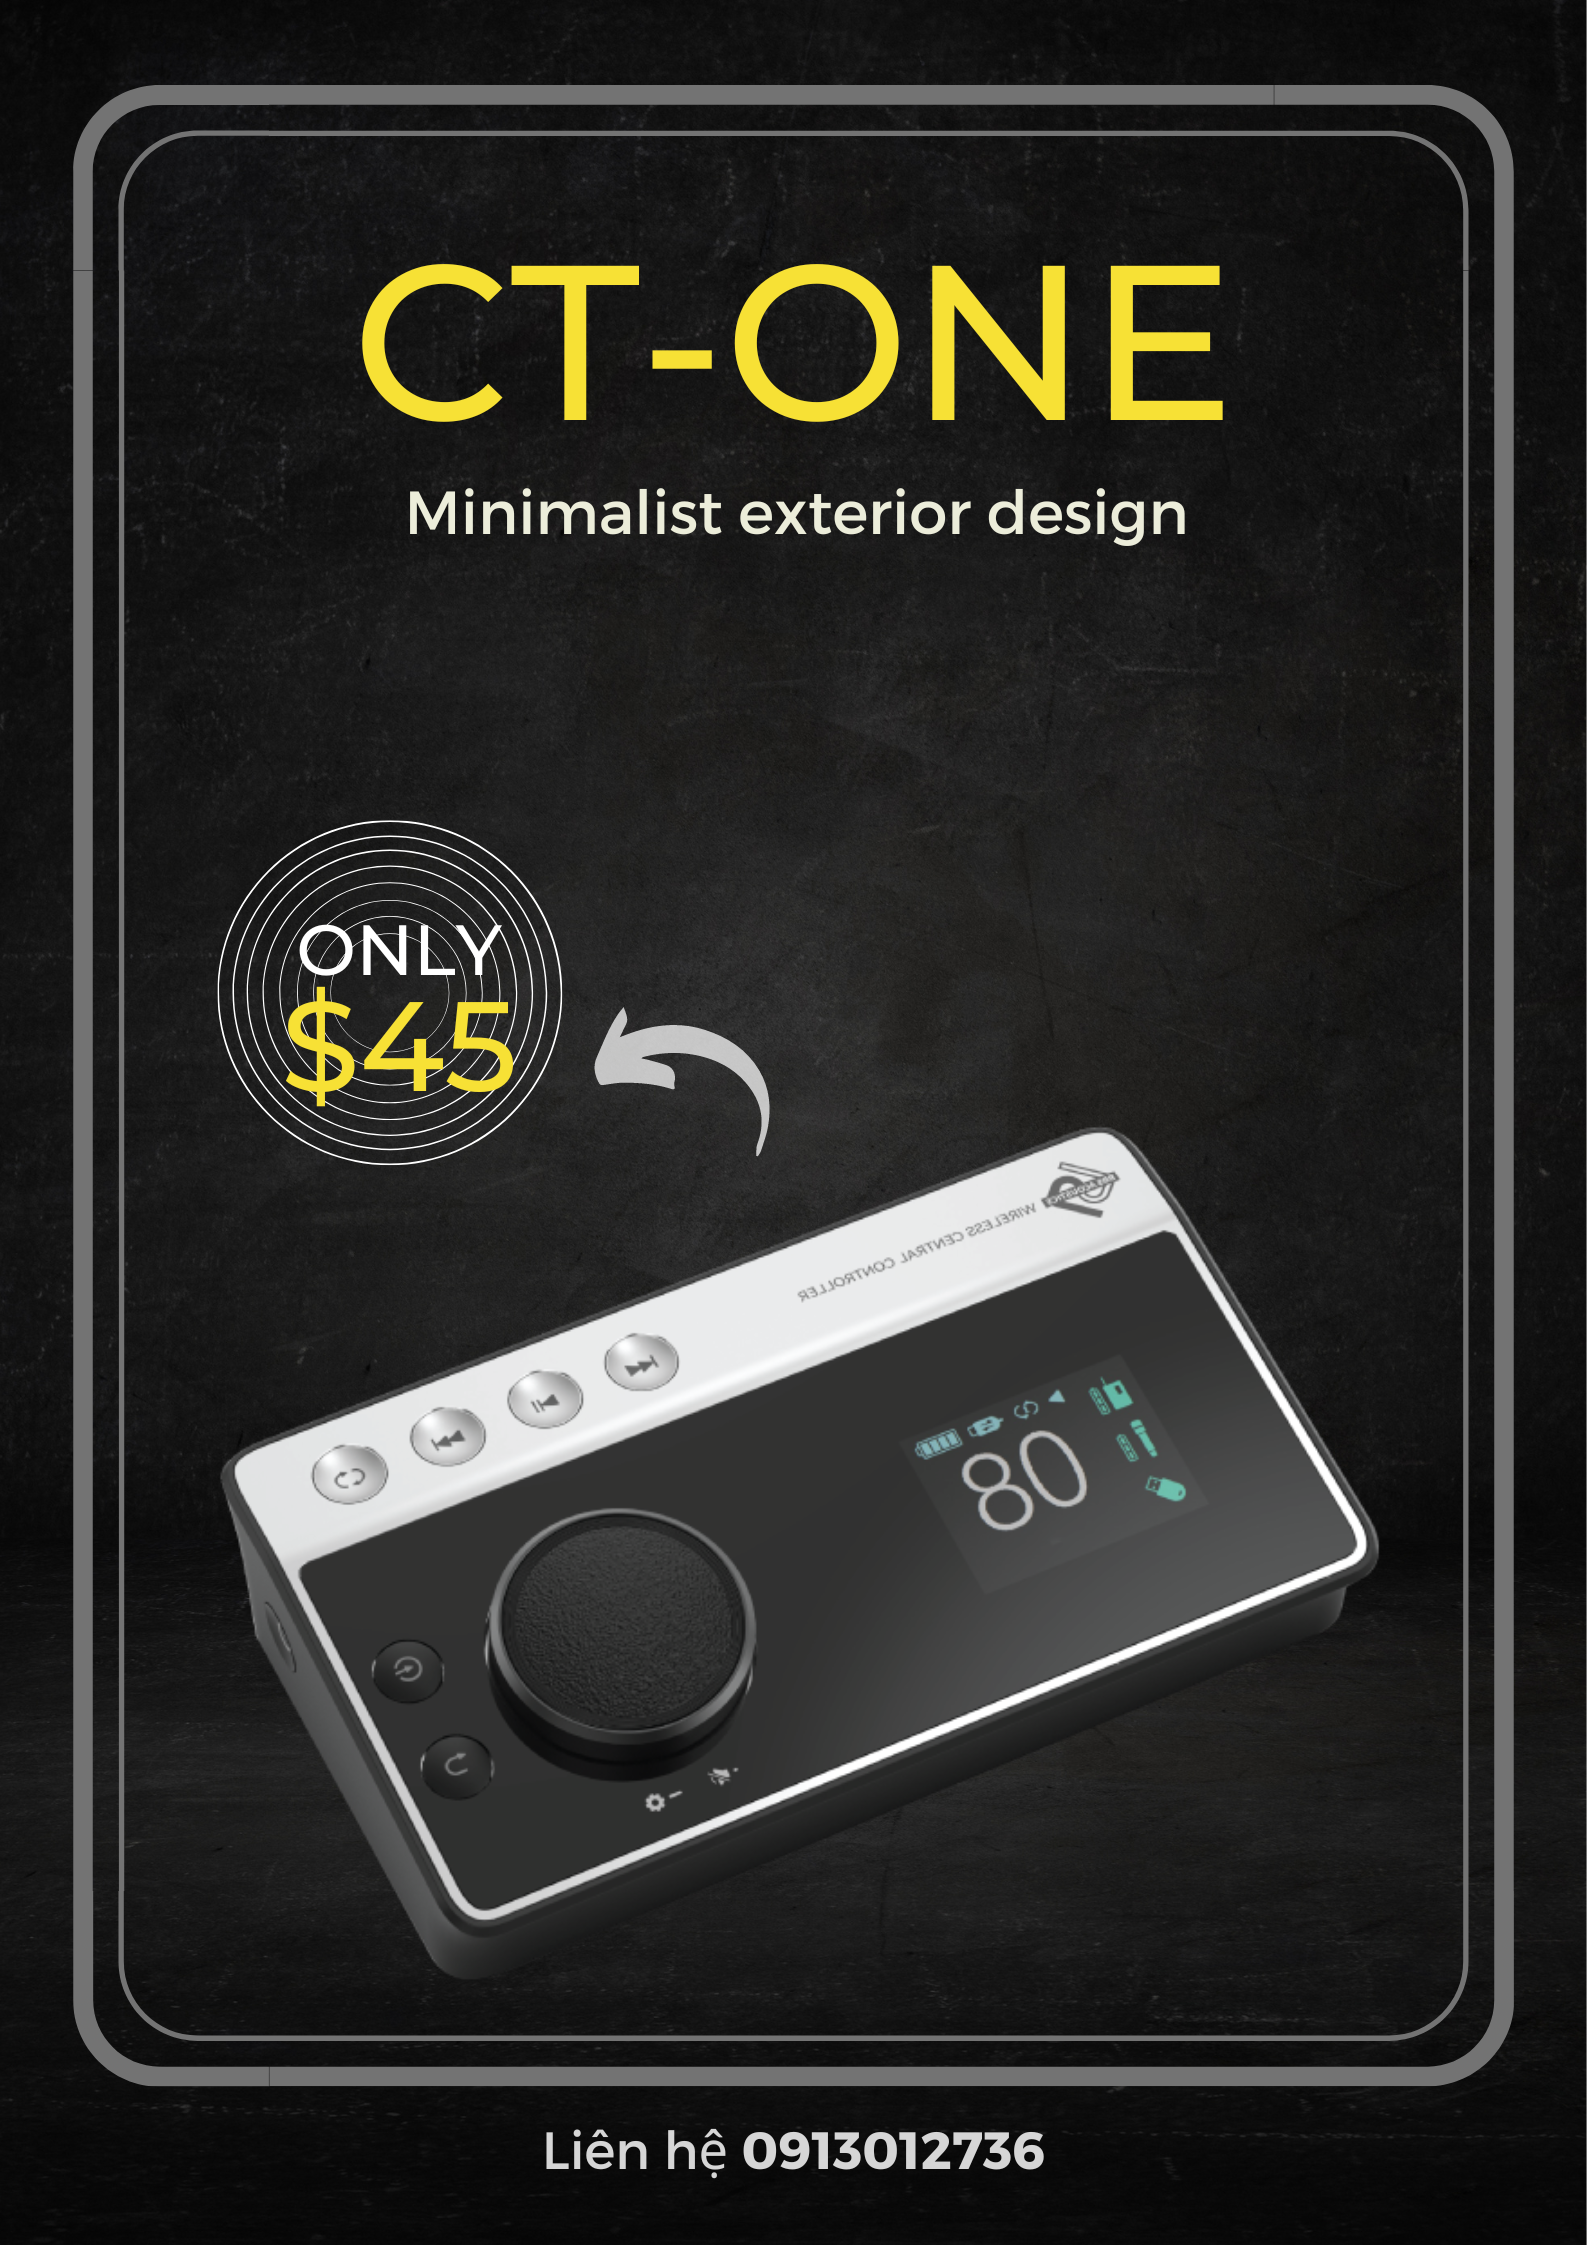 CT-ONE
Minimalist exterior design
ONLY
$45
WIRELESS CENTRAL CONTROLLER
80
Liên hệ 0913012736